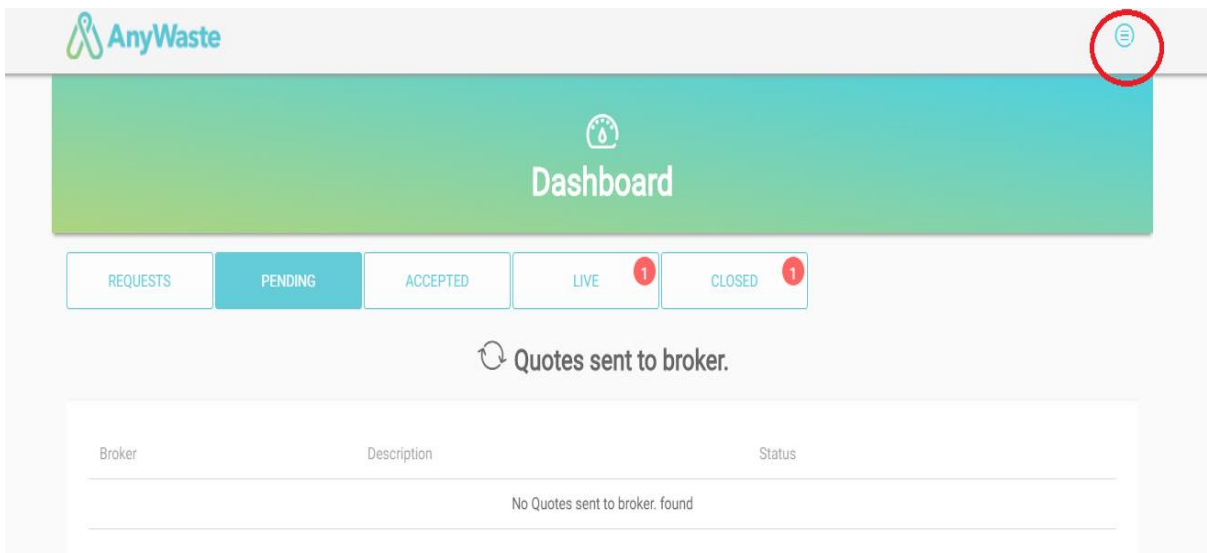 AnyWaste
Dashboard
REQUESTS PENDING ACCEPTED LIVE 1 CLOSED 1
Quotes sent to broker.
Broker Description Status
No Quotes sent to broker. found